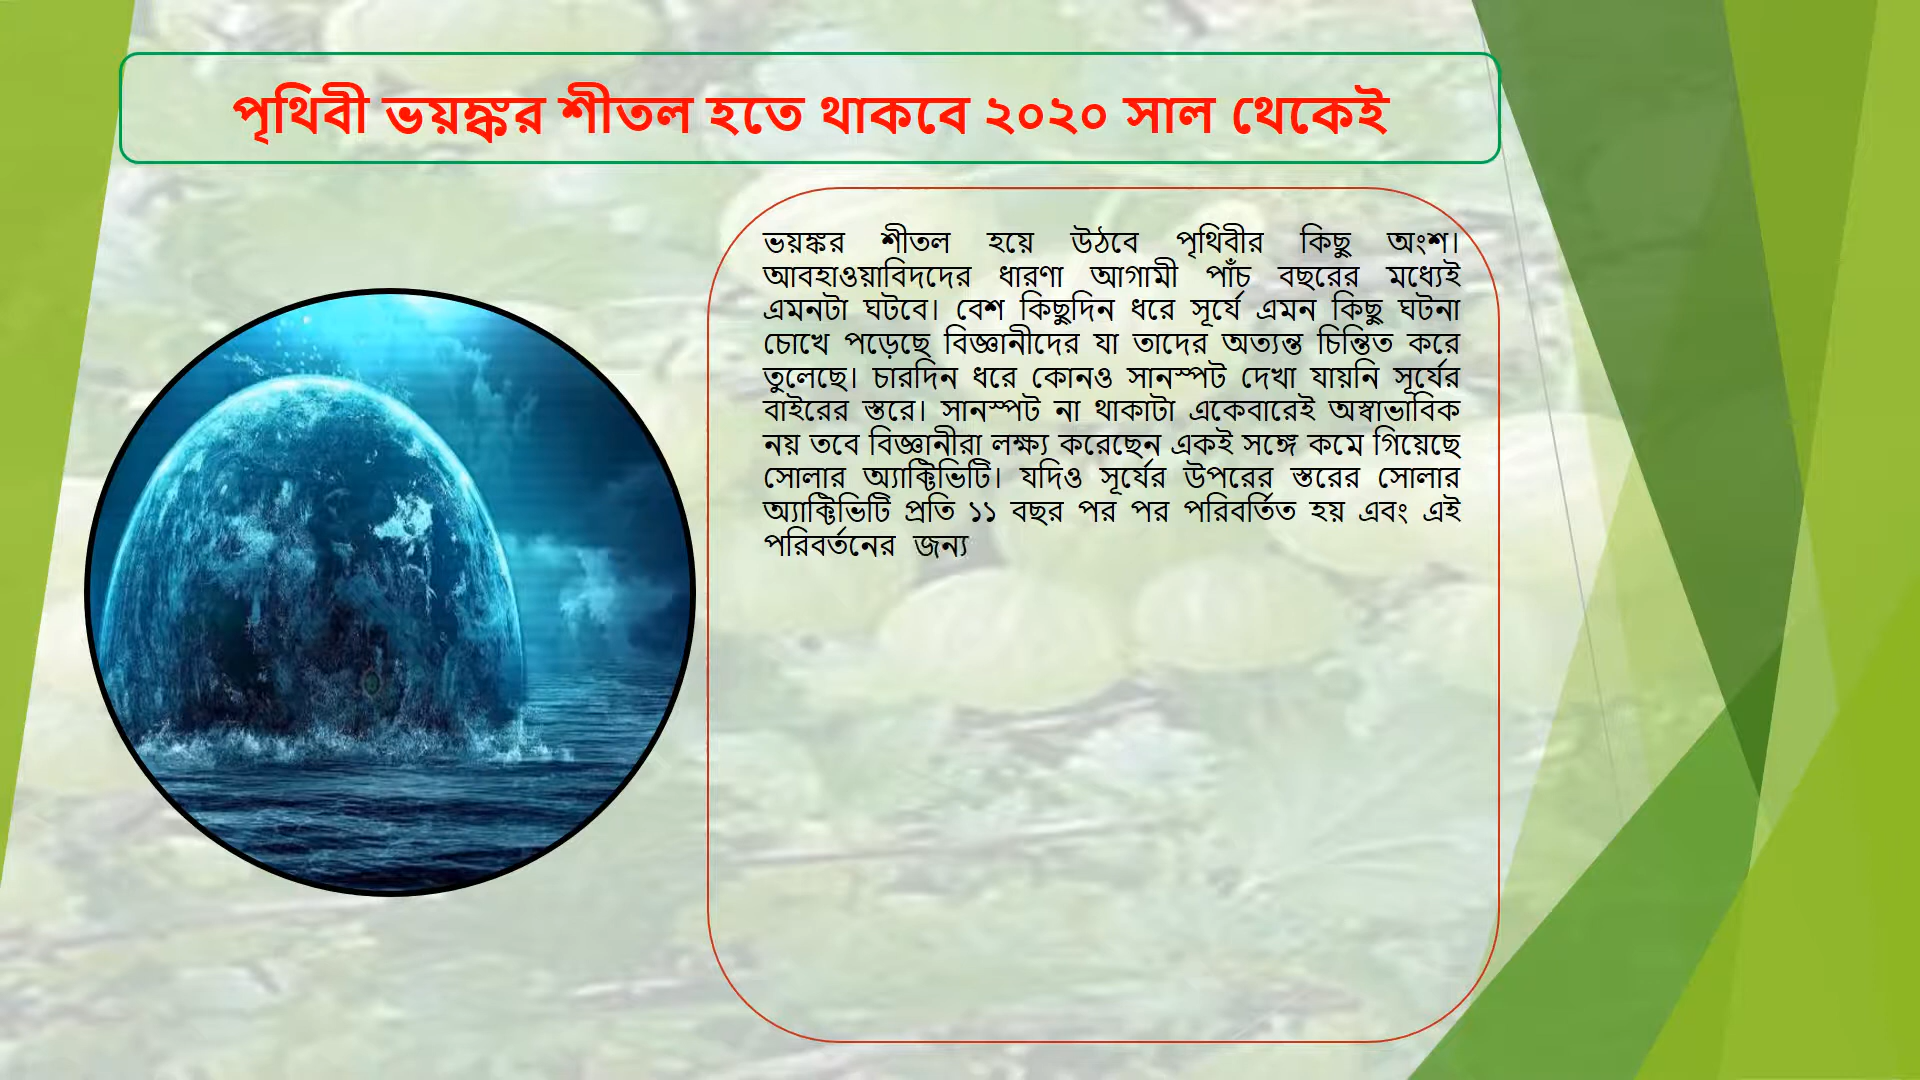 পৃথিবী ভয়ঙ্কর শীতল হতে থাকবে ২০২০ সাল থেকেই
ভয়ঙ্কর শীতল হয়ে উঠবে পৃথিবীর কিছু অংশ।
আবহাওয়াবিদদের ধারণা আগামী পাঁচ বছরের মধ্যেই
এমনটা ঘটবে। বেশ কিছুদিন ধরে সূর্যে এমন কিছু ঘটনা
চোখে পড়েছে বিজ্ঞানীদের যা তাদের অত্যন্ত চিন্তিত করে
তুলেছে। চারদিন ধরে কোনও সানস্পট দেখা যায়নি সূর্যের
বাইরের স্তরে। সানস্পট না থাকাটা একেবারেই অস্বাভাবিক
নয় তবে বিজ্ঞানীরা লক্ষ্য করেছেন একই সঙ্গে কমে গিয়েছে
সোলার অ্যাক্টিভিটি। যদিও সূর্যের উপরের স্তরের সোলার
অ্যাক্টিভিটি প্রতি ১১ বছর পর পর পরিবর্তিত হয় এবং এই
পরিবর্তনের জন্য